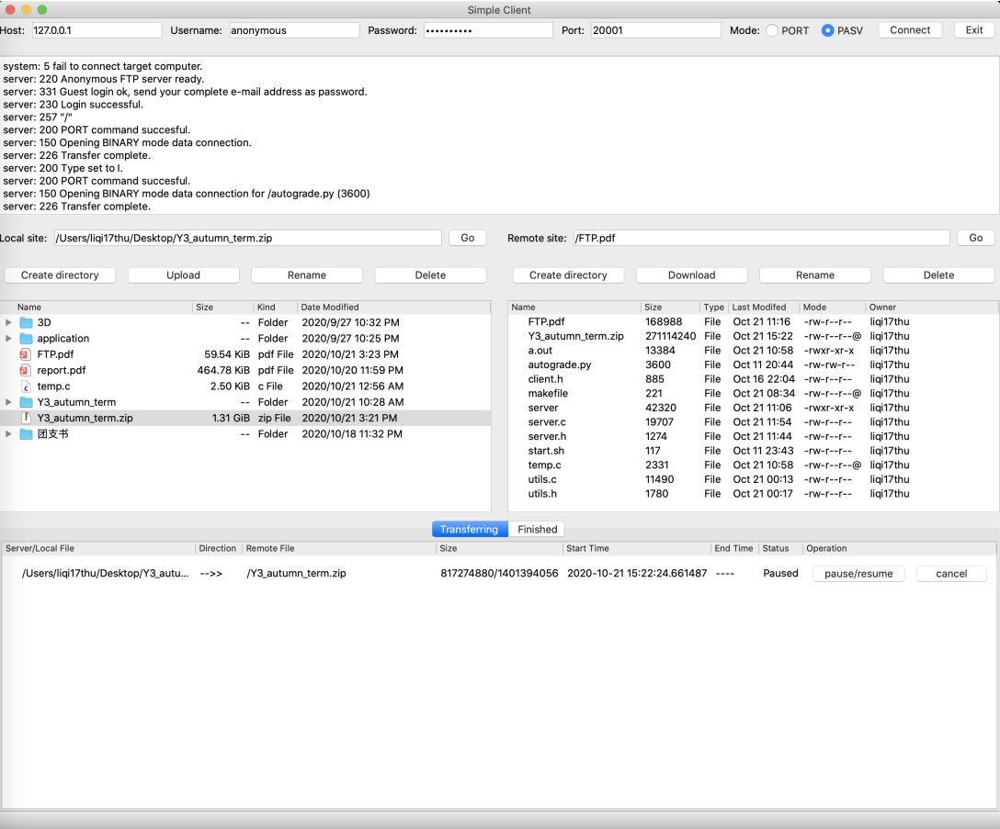 Simple Client
Host: 127.0.0.1 Username: anonymous Password: •••••••••• Port: 20001 Mode: PORT PASV Connect Exit
system: 5 fail to connect target computer.
server: 220 Anonymous FTP server ready.
server: 331 Guest login ok, send your complete e-mail address as password.
server: 230 Login successful.
server: 257 "/"
server: 200 PORT command succesful.
server: 150 Opening BINARY mode data connection.
server: 226 Transfer complete.
server: 200 Type set to I.
server: 200 PORT command succesful.
server: 150 Opening BINARY mode data connection for /autograde.py (3600)
server: 226 Transfer complete.
Local site: /Users/liqi17thu/Desktop/Y3_autumn_term.zip Go
Create directory Upload Rename Delete
Name Size Kind Date Modified
3D -- Folder 2020/9/27 10:32 PM
application -- Folder 2020/9/27 10:25 PM
FTP.pdf 59.54 KiB pdf File 2020/10/21 3:23 PM
report.pdf 464.78 KiB pdf File 2020/10/20 11:59 PM
temp.c 2.50 KiB c File 2020/10/21 12:56 AM
Y3_autumn_term -- Folder 2020/10/21 10:28 AM
Y3_autumn_term.zip 1.31 GiB zip File 2020/10/21 3:21 PM
团支书 -- Folder 2020/10/18 11:32 PM
Remote site: /FTP.pdf Go
Create directory Download Rename Delete
Name Size Type Last Modifed Mode Owner
FTP.pdf 168988 File Oct 21 11:16 -rw-r--r-- liqi17thu
Y3_autumn_term.zip 271114240 File Oct 21 15:22 -rw-r--r--@ liqi17thu
a.out 13384 File Oct 21 10:58 -rwxr-xr-x liqi17thu
autograde.py 3600 File Oct 11 20:44 -rw-rw-r-- liqi17thu
client.h 885 File Oct 16 22:04 -rw-r--r-- liqi17thu
makefile 221 File Oct 21 08:34 -rw-r--r--@ liqi17thu
server 42320 File Oct 21 11:06 -rwxr-xr-x liqi17thu
server.c 19707 File Oct 21 11:54 -rw-r--r-- liqi17thu
server.h 1274 File Oct 21 11:44 -rw-r--r-- liqi17thu
start.sh 117 File Oct 11 23:43 -rw-r--r-- liqi17thu
temp.c 2331 File Oct 21 10:58 -rw-r--r--@ liqi17thu
utils.c 11490 File Oct 21 00:13 -rw-r--r-- liqi17thu
utils.h 1780 File Oct 21 00:17 -rw-r--r-- liqi17thu
Transferring Finished
Server/Local File Direction Remote File Size Start Time End Time Status Operation
/Users/liqi17thu/Desktop/Y3_autu... -->> /Y3_autumn_term.zip 817274880/1401394056 2020-10-21 15:22:24.661487 ---- Paused pause/resume cancel